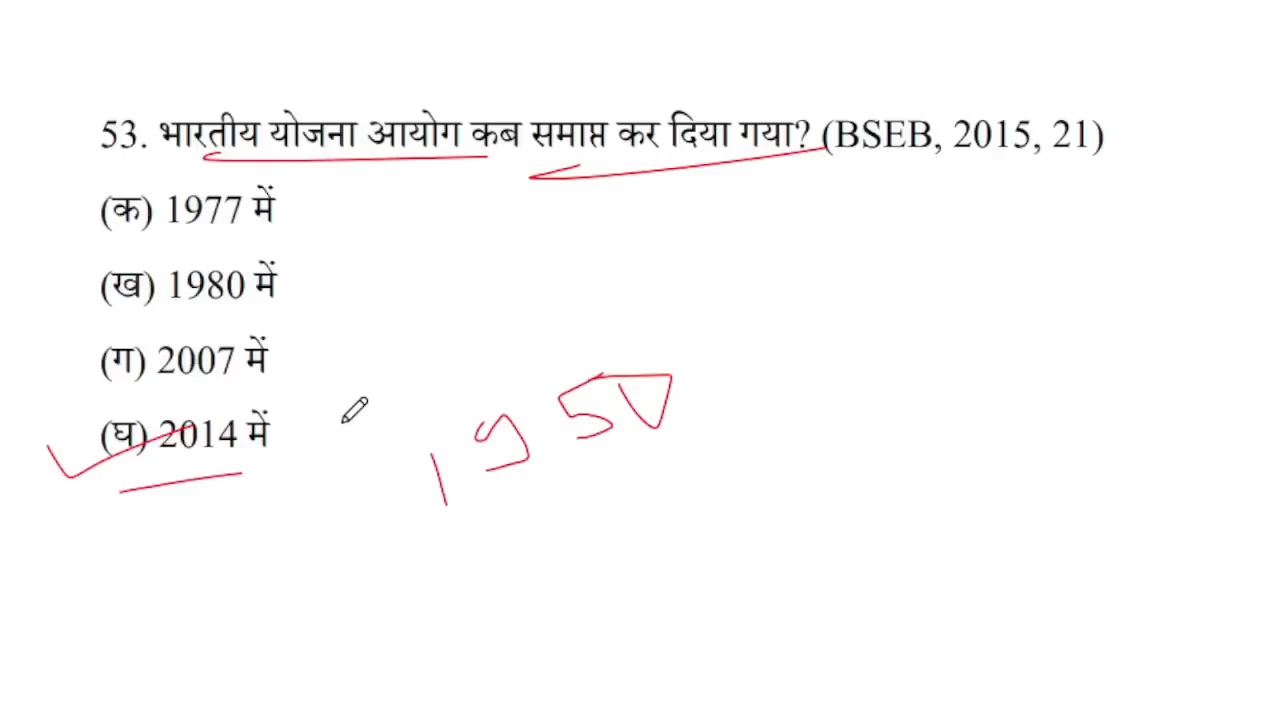 53. भारतीय योजना आयोग कब समाप्त कर दिया गया? (BSEB, 2015, 21)
(क) 1977 में
(ख) 1980 में
(ग) 2007 में
(घ) 2014 में
1950